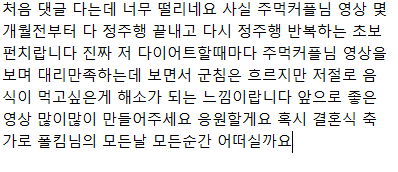 처음 댓글 다는데 너무 떨리네요 사실 주먹커플님 영상 몇
개월전부터 다 정주행 끝내고 다시 정주행 반복하는 초보
펀치랍니다 진짜 저 다이어트할때마다 주먹커플님 영상을
보며 대리만족하는데 보면서 군침은 흐르지만 저절로 음
식이 먹고싶은게 해소가 되는 느낌이랍니다 앞으로 좋은
영상 많이많이 만들어주세요 응원할게요 혹시 결혼식 축
가로 폴킴님의 모든날 모든순간 어떠실까요